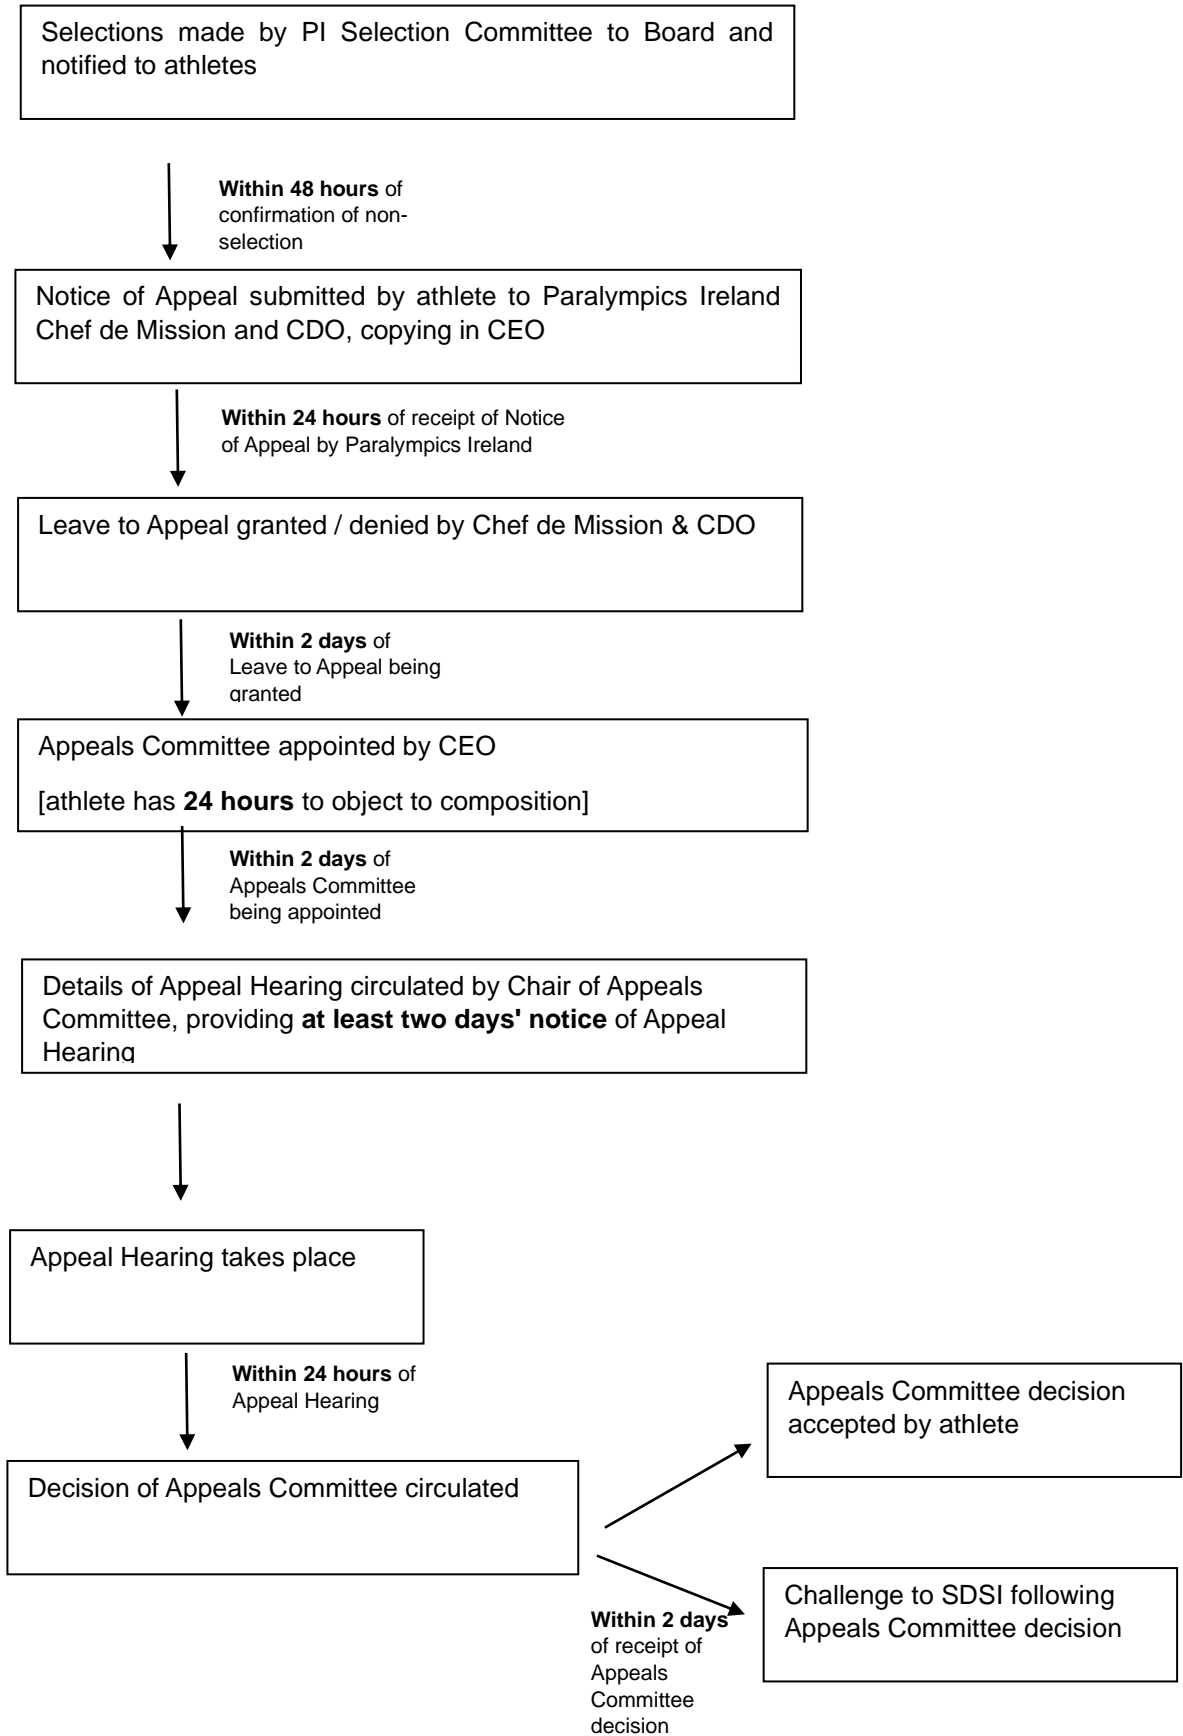 Selections made by PI Selection Committee to Board and
notified to athletes
Within 48 hours of
confirmation of non-
selection
Notice of Appeal submitted by athlete to Paralympics Ireland
Chef de Mission and CDO, copying in CEO
Within 24 hours of receipt of Notice
of Appeal by Paralympics Ireland
Leave to Appeal granted / denied by Chef de Mission & CDO
Within 2 days of
Leave to Appeal being
granted
Appeals Committee appointed by CEO
[athlete has 24 hours to object to composition]
Within 2 days of
Appeals Committee
being appointed
Details of Appeal Hearing circulated by Chair of Appeals
Committee, providing at least two days' notice of Appeal
Hearing
Appeal Hearing takes place
Within 24 hours of
Appeal Hearing
Decision of Appeals Committee circulated
Appeals Committee decision
accepted by athlete
Within 2 days
of receipt of
Appeals
Committee
decision
Challenge to SDSI following
Appeals Committee decision